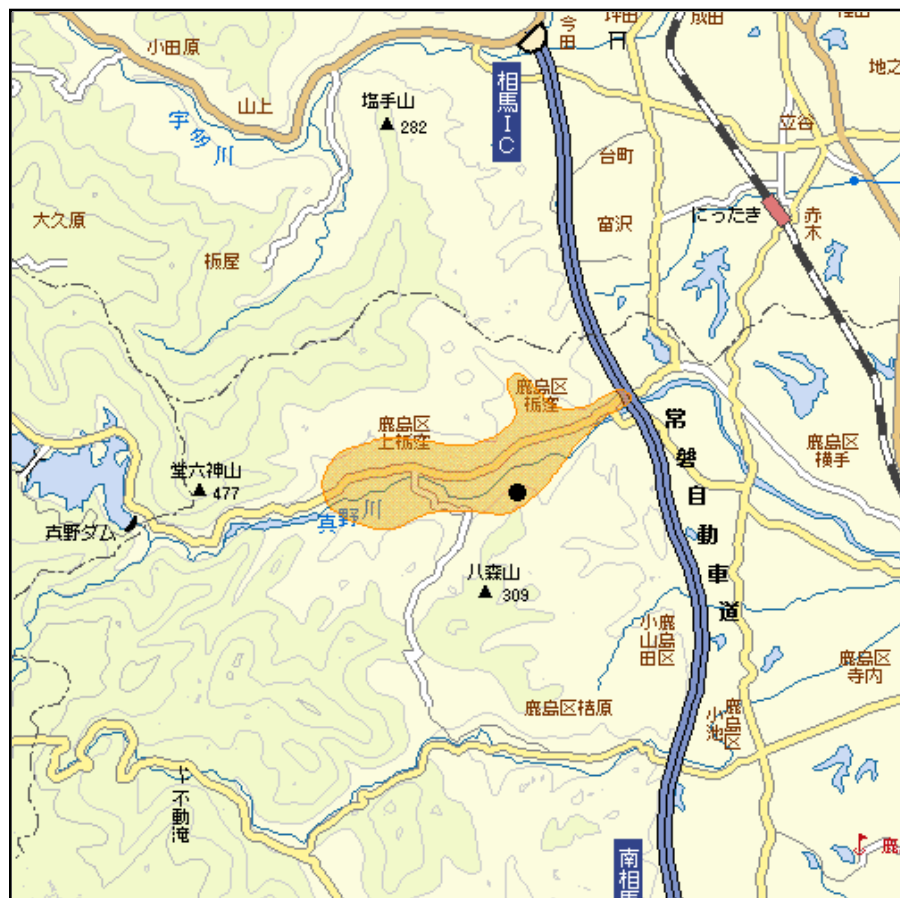 今田
坪田
成田
小田原
地之
相馬IC
塩手山
282
山上
宇多川
立谷
台町
大久原
にったき
赤木
富沢
栃屋
鹿島区
栃窪
鹿島区
上栃窪
常磐自動車道
鹿島区
横手
堂六神山
477
真野川
真野ダム
八森山
309
鹿島区
小山田
鹿島区
寺内
鹿島区
小池
鹿島区橲原
不動滝
南相馬
鹿島